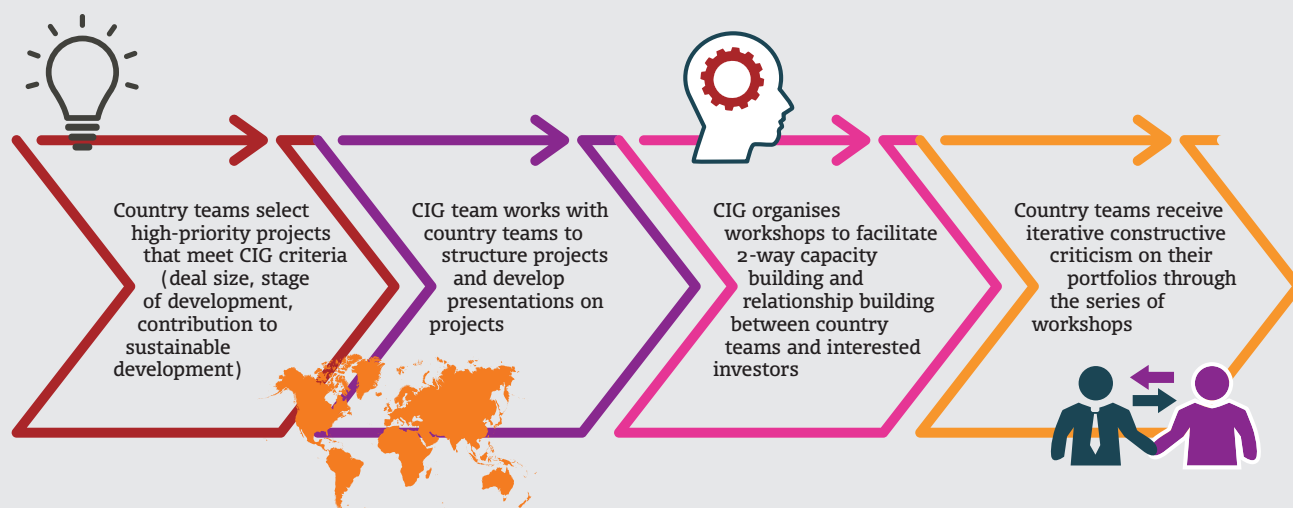 Country teams select
high-priority projects
that meet CIG criteria
(deal size, stage
of development,
contribution to
sustainable
development)
CIG team works with
country teams to
structure projects
and develop
presentations on
projects
CIG organises
workshops to facilitate
2-way capacity
building and
relationship building
between country
teams and interested
investors
Country teams receive
iterative constructive
criticism on their
portfolios through
the series of
workshops